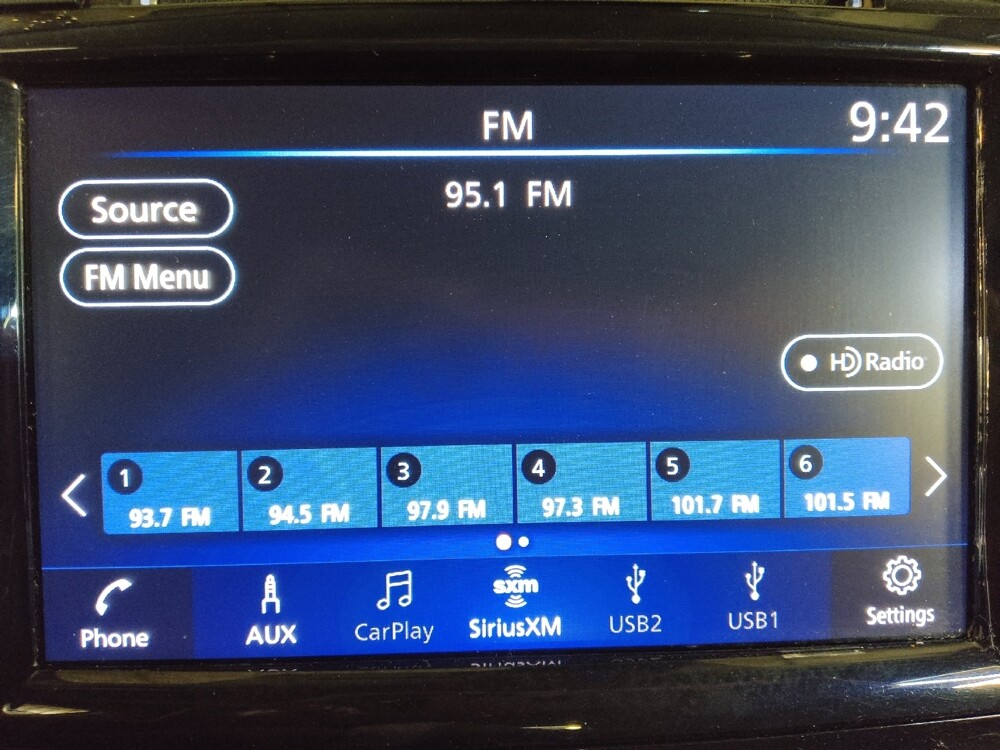 FM
9:42
95.1 FM
Source
FM Menu
HD Radio
1 2 3 4 5 6
93.7 FM 94.5 FM 97.9 FM 97.3 FM 101.7 FM 101.5 FM
sxm
Phone AUX CarPlay SiriusXM USB2 USB1 Settings